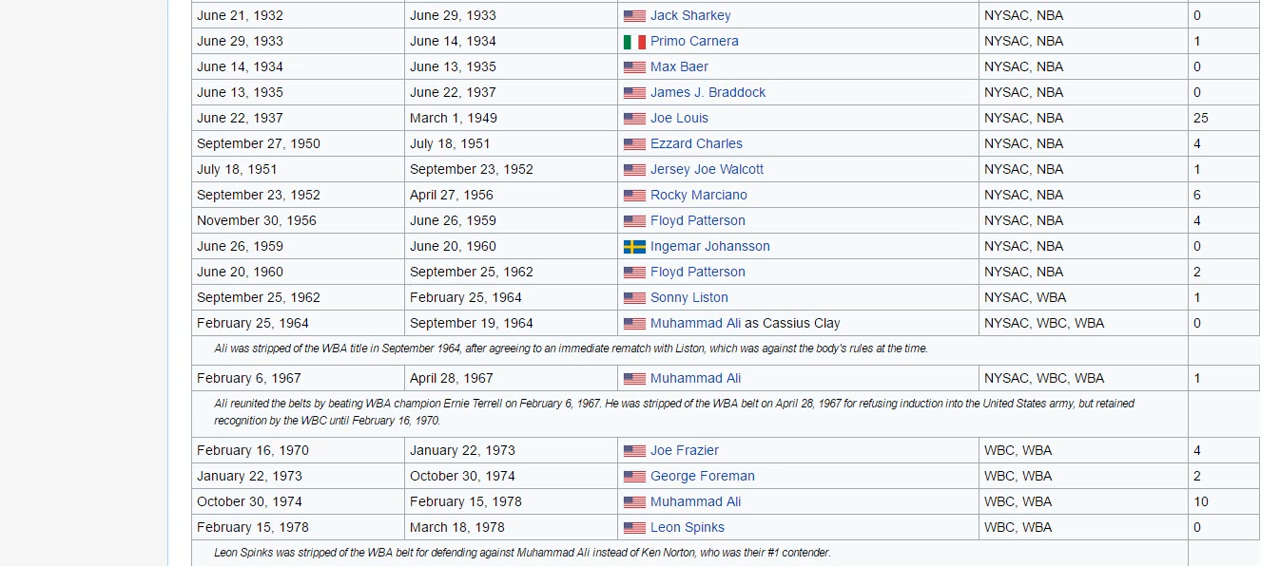 June 21, 1932 June 29, 1933 Jack Sharkey NYSAC, NBA 0
June 29, 1933 June 14, 1934 Primo Carnera NYSAC, NBA 1
June 14, 1934 June 13, 1935 Max Baer NYSAC, NBA 0
June 13, 1935 June 22, 1937 James J. Braddock NYSAC, NBA 0
June 22, 1937 March 1, 1949 Joe Louis NYSAC, NBA 25
September 27, 1950 July 18, 1951 Ezzard Charles NYSAC, NBA 4
July 18, 1951 September 23, 1952 Jersey Joe Walcott NYSAC, NBA 1
September 23, 1952 April 27, 1956 Rocky Marciano NYSAC, NBA 6
November 30, 1956 June 26, 1959 Floyd Patterson NYSAC, NBA 4
June 26, 1959 June 20, 1960 Ingemar Johansson NYSAC, NBA 0
June 20, 1960 September 25, 1962 Floyd Patterson NYSAC, NBA 2
September 25, 1962 February 25, 1964 Sonny Liston NYSAC, WBA 1
February 25, 1964 September 19, 1964 Muhammad Ali as Cassius Clay NYSAC, WBC, WBA 0
Ali was stripped of the WBA title in September 1964, after agreeing to an immediate rematch with Liston, which was against the body's rules at the time.
February 6, 1967 April 28, 1967 Muhammad Ali NYSAC, WBC, WBA 1
Ali reunited the belts by beating WBA champion Ernie Terrell on February 6, 1967. He was stripped of the WBA belt on April 28, 1967 for refusing induction into the United States army, but retained
recognition by the WBC until February 16, 1970.
February 16, 1970 January 22, 1973 Joe Frazier WBC, WBA 4
January 22, 1973 October 30, 1974 George Foreman WBC, WBA 2
October 30, 1974 February 15, 1978 Muhammad Ali WBC, WBA 10
February 15, 1978 March 18, 1978 Leon Spinks WBC, WBA 0
Leon Spinks was stripped of the WBA belt for defending against Muhammad Ali instead of Ken Norton, who was their #1 contender.